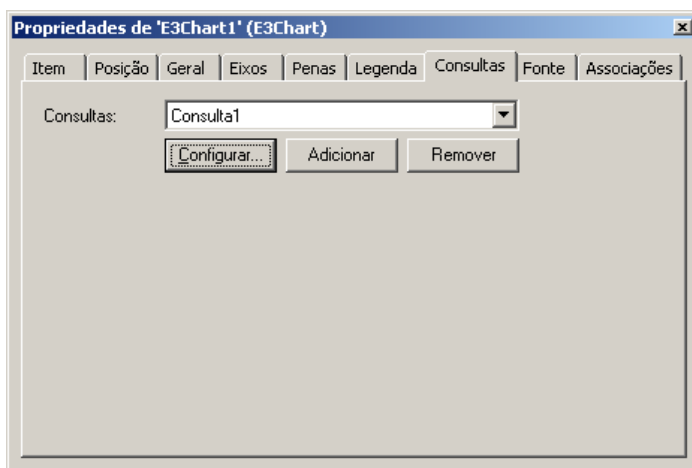 Propriedades de 'E3Chart1' (E3Chart)
Item Posição Geral Eixos Penas Legenda Consultas Fonte Associações
Consultas: Consulta1
Configurar... Adicionar Remover